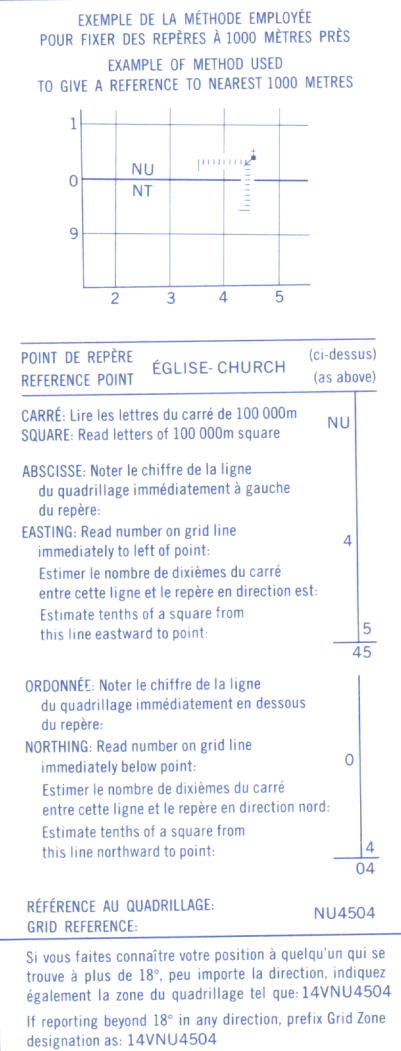 EXEMPLE DE LA MÉTHODE EMPLOYÉE
POUR FIXER DES REPÈRES À 1000 MÈTRES PRÈS
EXAMPLE OF METHOD USED
TO GIVE A REFERENCE TO NEAREST 1000 METRES
1
NU
0
NT
9
2 3 4 5
POINT DE REPÈRE
REFERENCE POINT
ÉGLISE-CHURCH
(ci-dessus)
(as above)
CARRÉ: Lire les lettres du carré de 100 000m
SQUARE: Read letters of 100 000m square
NU
ABSCISSE: Noter le chiffre de la ligne
du quadrillage immédiatement à gauche
du repère:
EASTING: Read number on grid line
immediately to left of point:
4
Estimer le nombre de dixièmes du carré
entre cette ligne et le repère en direction est:
Estimate tenths of a square from
this line eastward to point:
5
45
ORDONNÉE: Noter le chiffre de la ligne
du quadrillage immédiatement en dessous
du repère:
NORTHING: Read number on grid line
immediately below point:
0
Estimer le nombre de dixièmes du carré
entre cette ligne et le repère en direction nord:
Estimate tenths of a square from
this line northward to point:
4
04
RÉFÉRENCE AU QUADRILLAGE:
GRID REFERENCE:
NU4504
Si vous faites connaître votre position à quelqu'un qui se
trouve à plus de 18°, peu importe la direction, indiquez
également la zone du quadrillage tel que: 14VNU4504
If reporting beyond 18° in any direction, prefix Grid Zone
designation as: 14VNU4504